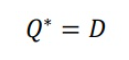 Q* = D